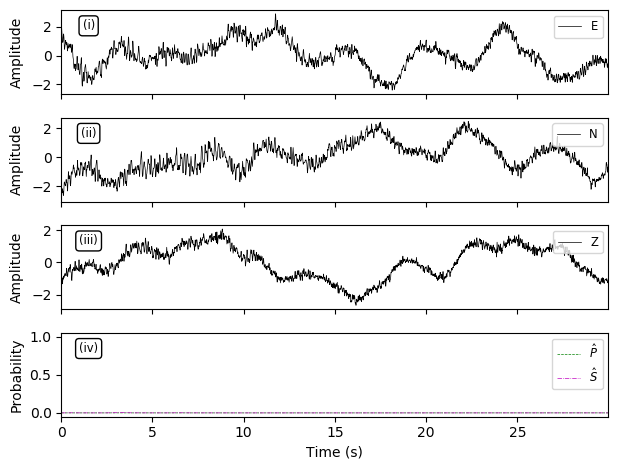 Amplitude
2
0
−2
(i)
E
Amplitude
2
0
−2
(ii)
N
Amplitude
2
0
−2
(iii)
Z
Probability
1.0
0.5
0.0
(iv)
P̂
Ŝ
0 5 10 15 20 25
Time (s)